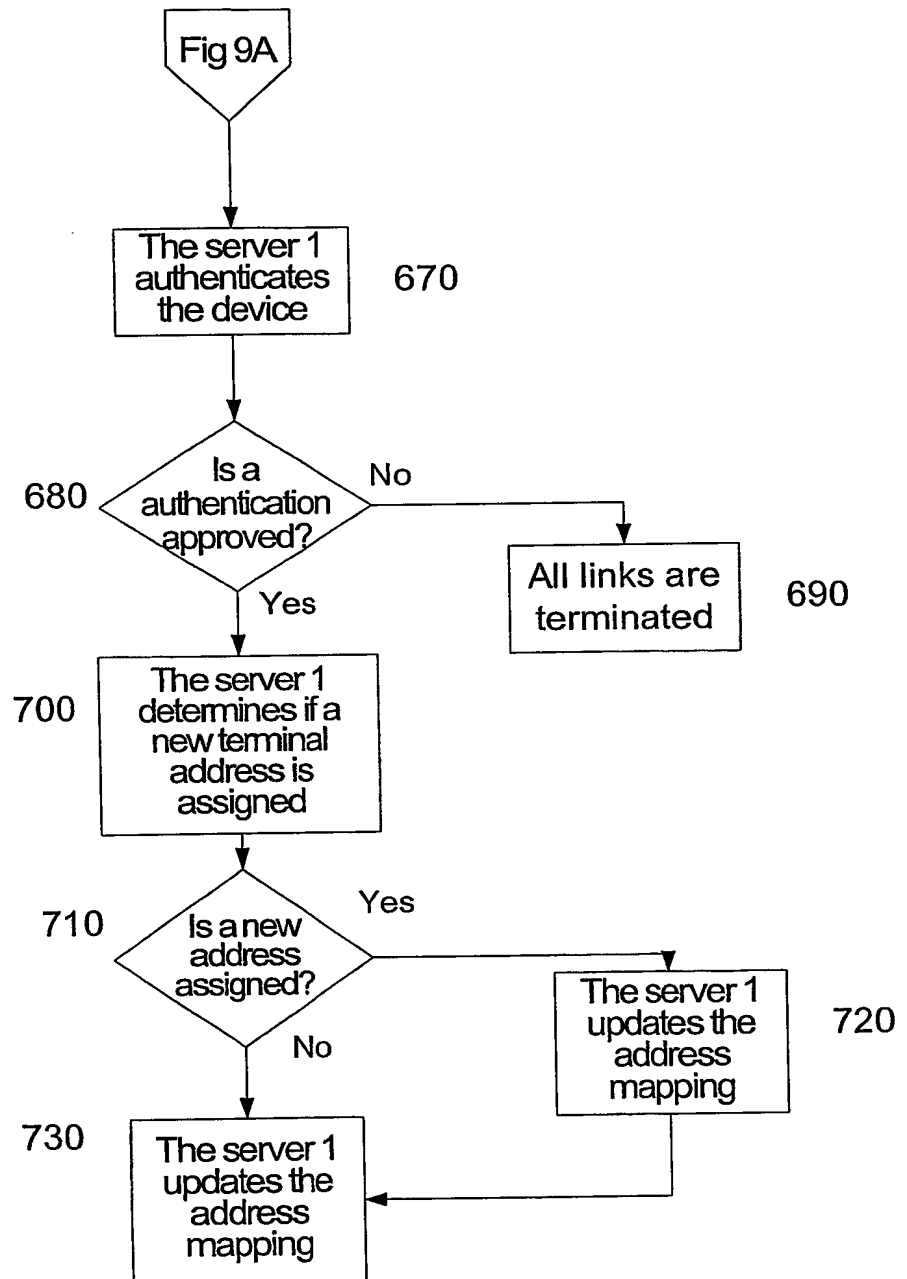 Fig 9A
The server 1
authenticates
the device
670
680
Is a
authentication
approved?
No
All links are
terminated
690
Yes
700
The server 1
determines if a
new terminal
address is
assigned
710
Is a new
address
assigned?
Yes
The server 1
updates the
address
mapping
720
No
730
The server 1
updates the
address
mapping